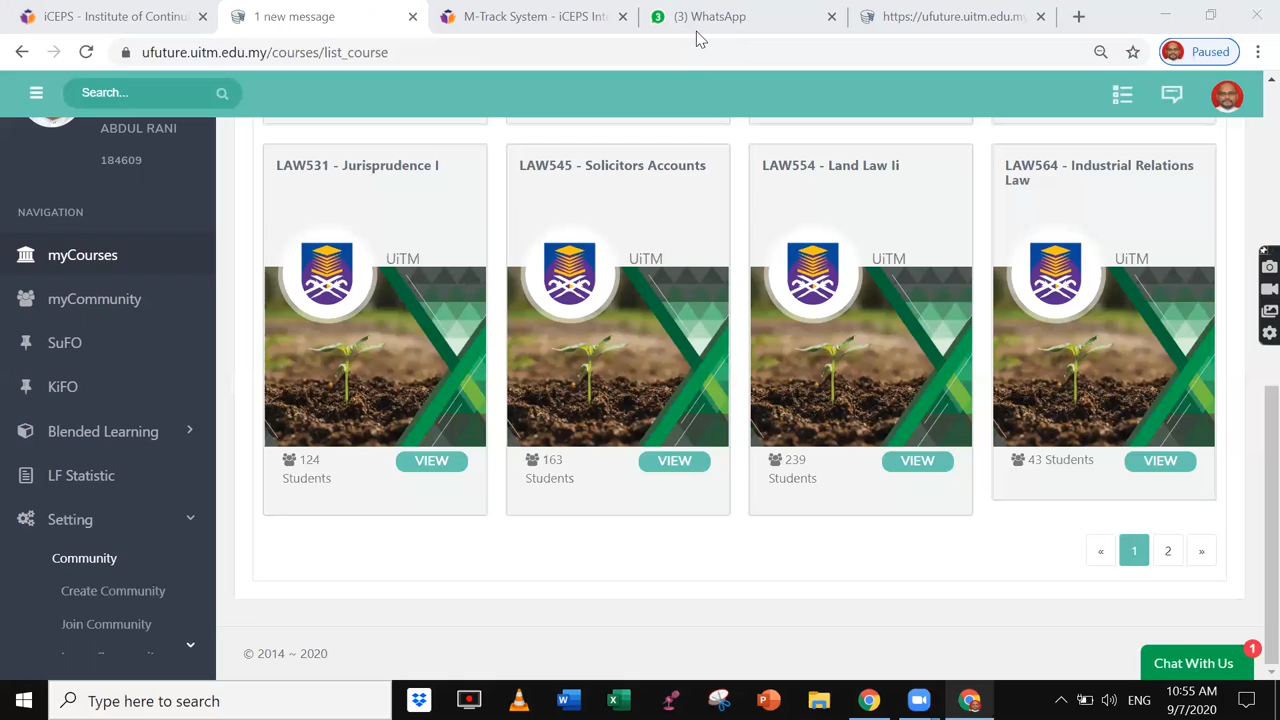 iCEPS - Institute of Continu
1 new message
M-Track System - iCEPS Int
3 (3) WhatsApp
https://ufuture.uitm.edu.my
ufuture.uitm.edu.my/courses/list_course
Paused
Search...
ABDUL RANI
184609
NAVIGATION
myCourses
myCommunity
SuFO
KiFO
Blended Learning
LF Statistic
Setting
Community
Create Community
Join Community
LAW531 - Jurisprudence I
UiTM
124
Students
VIEW
LAW545 - Solicitors Accounts
UiTM
163
Students
VIEW
LAW554 - Land Law Ii
UiTM
239
Students
VIEW
LAW564 - Industrial Relations
Law
UiTM
43 Students
VIEW
« 1 2 »
© 2014 ~ 2020
Chat With Us
1
Type here to search
ENG
10:55 AM
9/7/2020